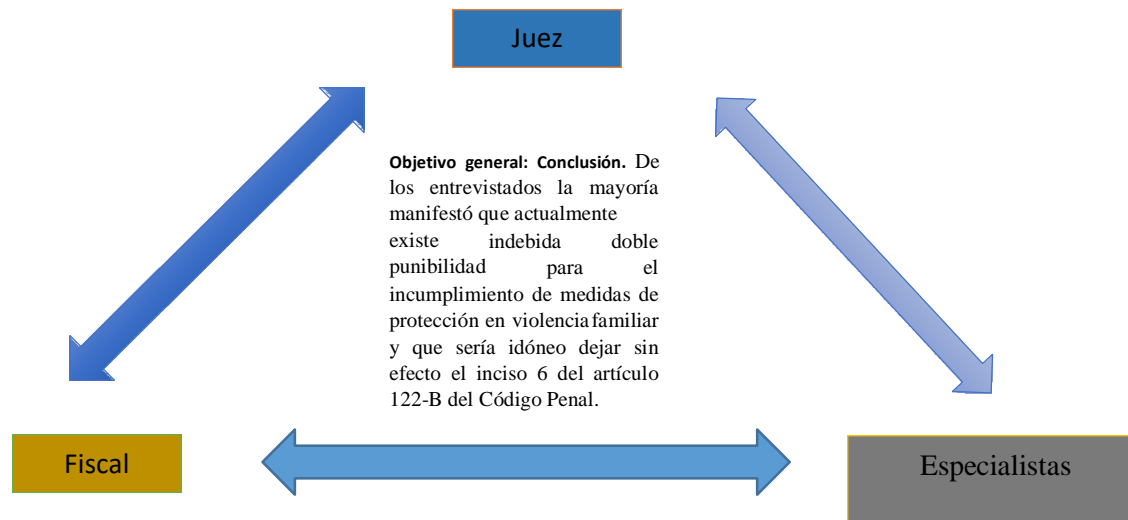 Juez
Objetivo general: Conclusión. De
los entrevistados la mayoría
manifestó que actualmente
existe indebida doble
punibilidad para el
incumplimiento de medidas de
protección en violencia familiar
y que sería idóneo dejar sin
efecto el inciso 6 del artículo
122-B del Código Penal.
Fiscal
Especialistas